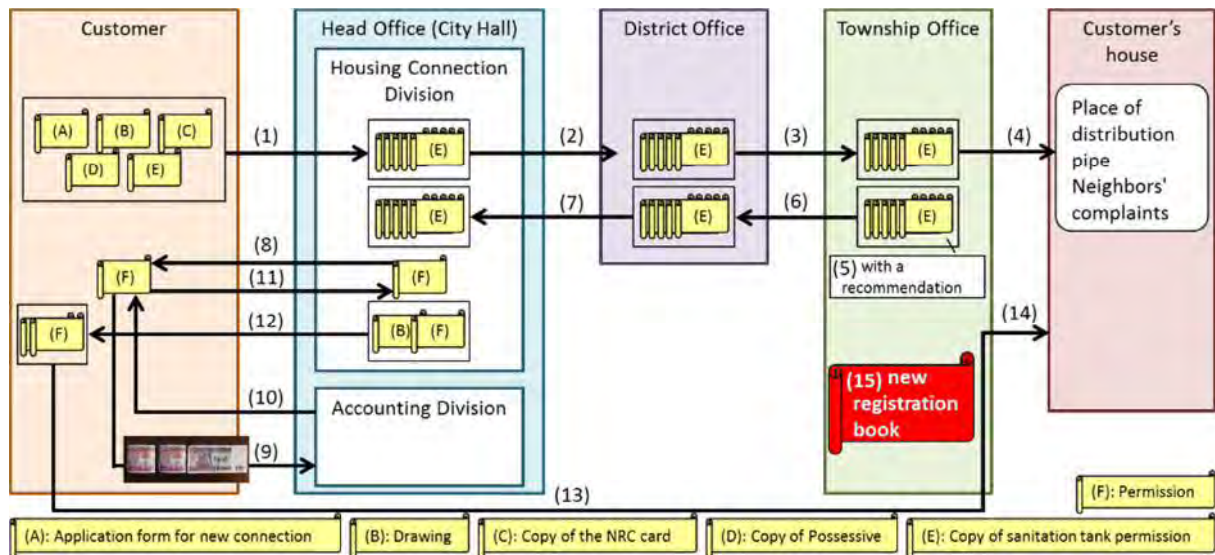 Customer
Head Office (City Hall)
District Office
Township Office
Customer's
house
Housing Connection
Division
Place of
distribution
pipe
Neighbors'
complaints
(A)
(B)
(C)
(D)
(E)
(1)
(E)
(2)
(E)
(3)
(E)
(4)
(E)
(7)
(E)
(6)
(E)
(5) with a
recommendation
(8)
(F)
(F)
(11)
(12)
(F)
(B)
(F)
(14)
(15) new
registration
book
(10)
Accounting Division
(9)
(13)
(F): Permission
(A): Application form for new connection
(B): Drawing
(C): Copy of the NRC card
(D): Copy of Possessive
(E): Copy of sanitation tank permission